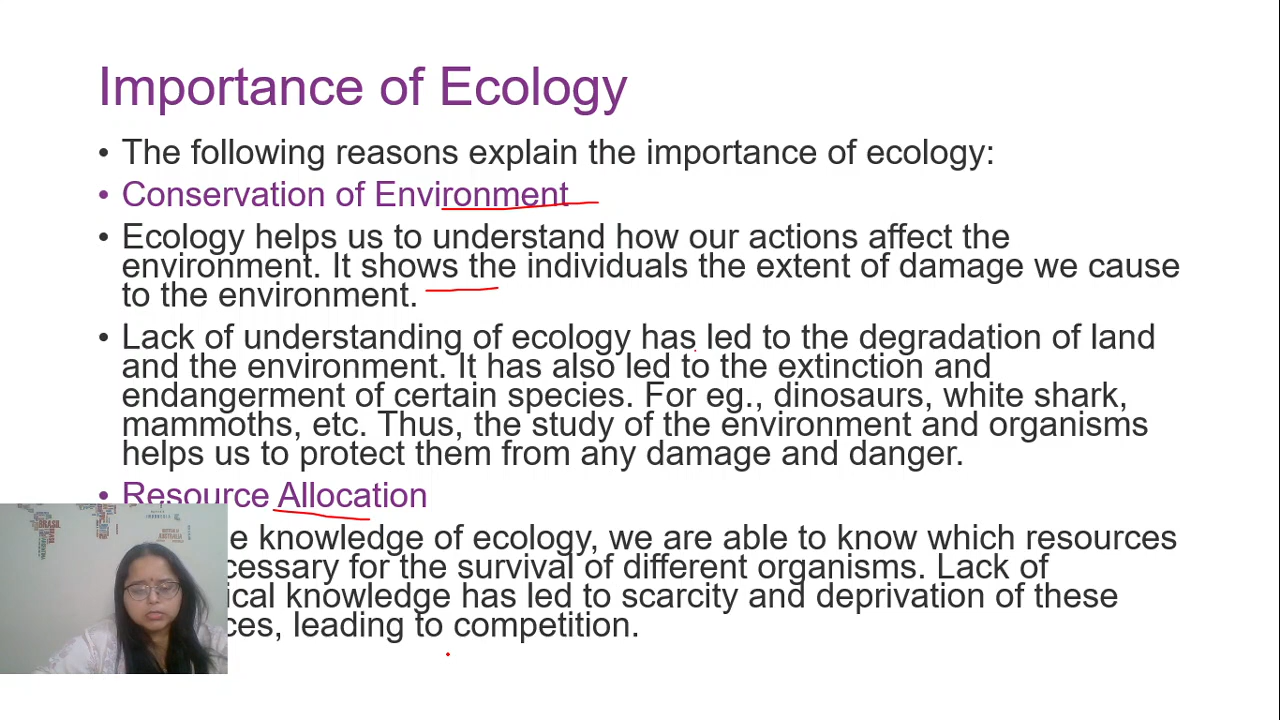 Importance of Ecology
• The following reasons explain the importance of ecology:
• Conservation of Environment
• Ecology helps us to understand how our actions affect the
environment. It shows the individuals the extent of damage we cause
to the environment.
• Lack of understanding of ecology has led to the degradation of land
and the environment. It has also led to the extinction and
endangerment of certain species. For eg., dinosaurs, white shark,
mammoths, etc. Thus, the study of the environment and organisms
helps us to protect them from any damage and danger.
• Resource Allocation
knowledge of ecology, we are able to know which resources
for the survival of different organisms. Lack of
knowledge has led to scarcity and deprivation of these
leading to competition.
BRASIL